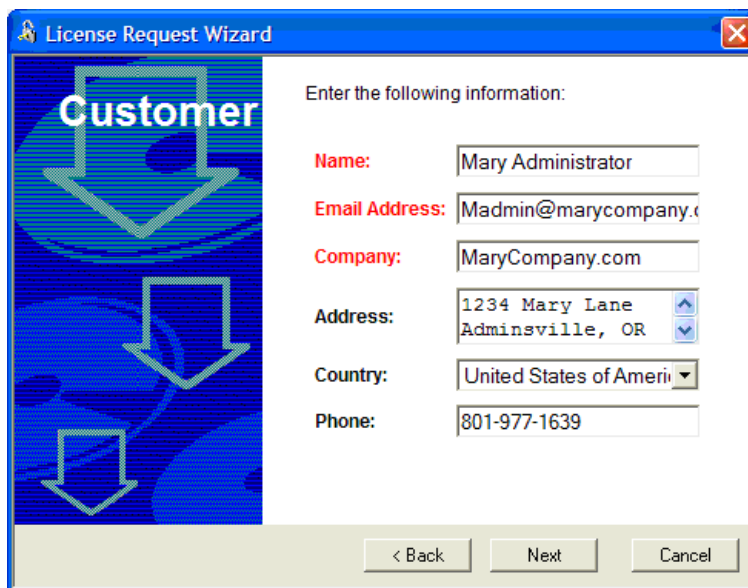 License Request Wizard
Customer
Enter the following information:
Name: Mary Administrator
Email Address: Madmin@marycompany.
Company: MaryCompany.com
Address: 1234 Mary Lane
Adminsville, OR
Country: United States of Ameri
Phone: 801-977-1639
< Back Next Cancel